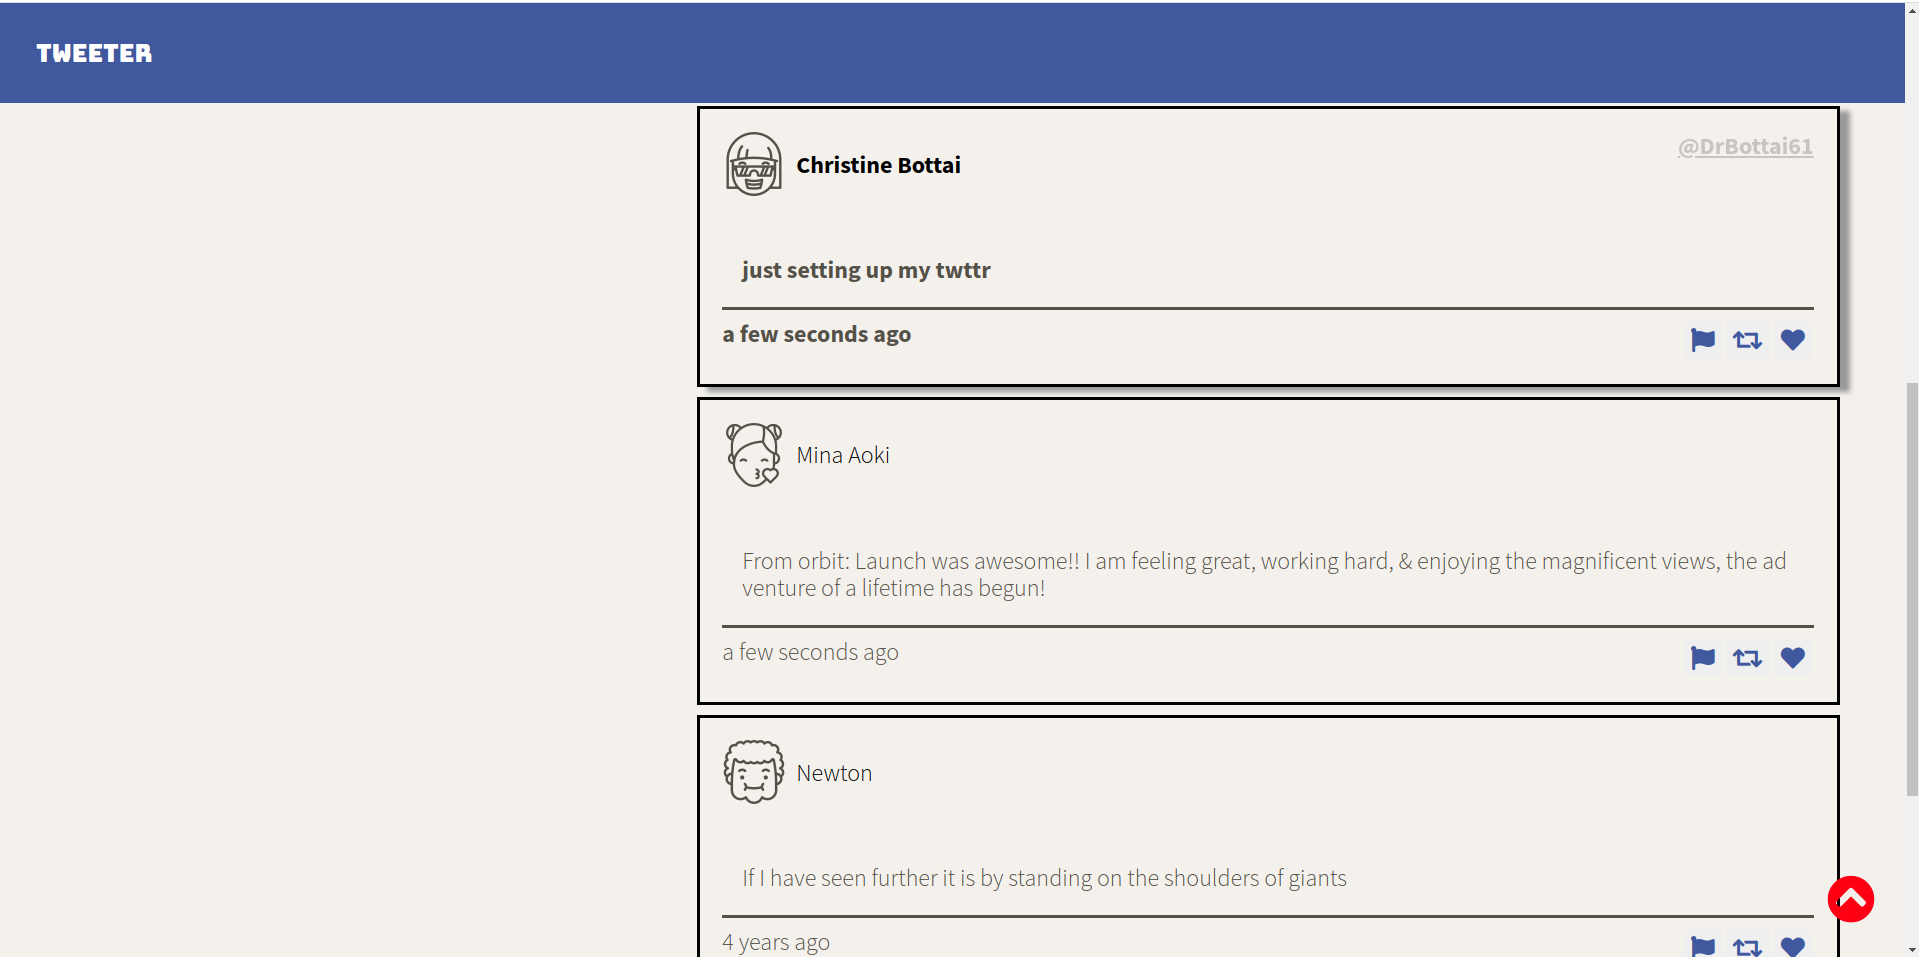 TWEETER
Christine Bottai
@DrBottai61
just setting up my twttr
a few seconds ago
Mina Aoki
From orbit: Launch was awesome!! I am feeling great, working hard, & enjoying the magnificent views, the ad
venture of a lifetime has begun!
a few seconds ago
Newton
If I have seen further it is by standing on the shoulders of giants
4 years ago